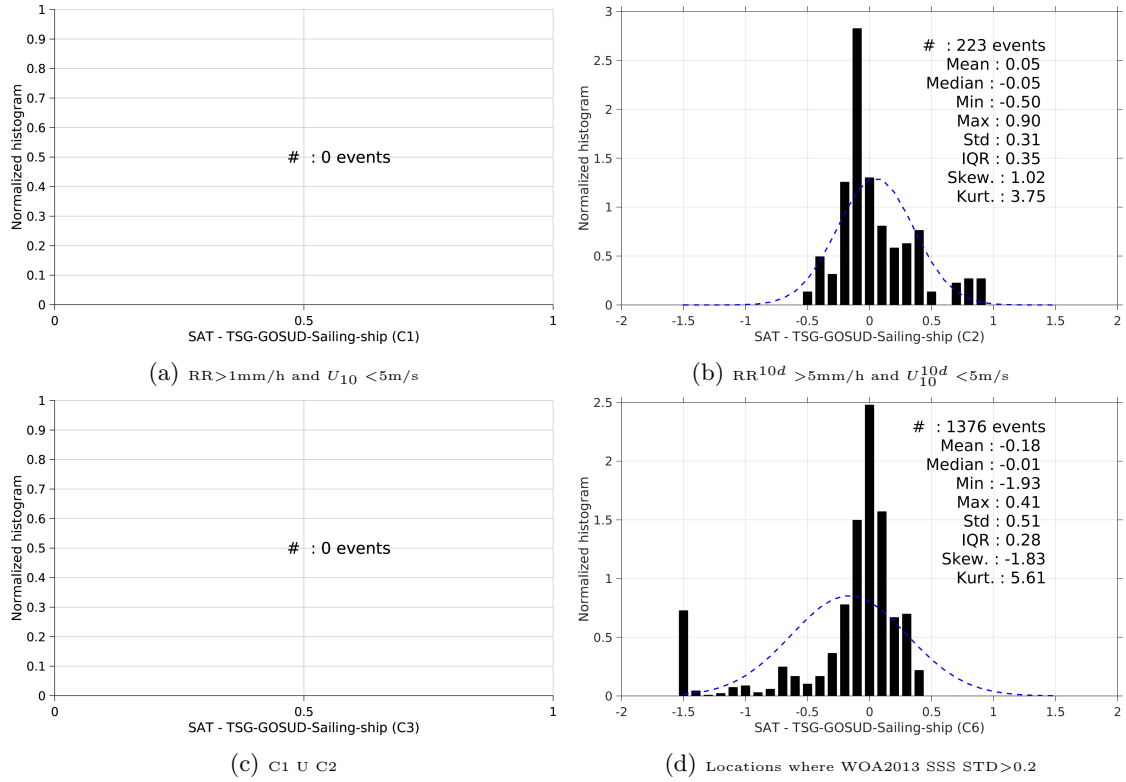 1
0.9
0.8
0.7
0.6
0.5
0.4
0.3
0.2
0.1
0
Normalized histogram
# : 0 events
0
0.5
1
SAT - TSG-GOSUD-Sailing-ship (C1)
(a) RR>1mm/h and U10 <5m/s
3
2.5
2
1.5
1
0.5
0
Normalized histogram
# : 223 events
Mean : 0.05
Median : -0.05
Min : -0.50
Max : 0.90
Std : 0.31
IQR : 0.35
Skew. : 1.02
Kurt. : 3.75
-2
-1.5
-1
-0.5
0
0.5
1
1.5
2
SAT - TSG-GOSUD-Sailing-ship (C2)
(b) RR^10d >5mm/h and U10^10d <5m/s
1
0.9
0.8
0.7
0.6
0.5
0.4
0.3
0.2
0.1
0
Normalized histogram
# : 0 events
0
0.5
1
SAT - TSG-GOSUD-Sailing-ship (C3)
(c) C1 U C2
2.5
2
1.5
1
0.5
0
Normalized histogram
# : 1376 events
Mean : -0.18
Median : -0.01
Min : -1.93
Max : 0.41
Std : 0.51
IQR : 0.28
Skew. : -1.83
Kurt. : 5.61
-2
-1.5
-1
-0.5
0
0.5
1
1.5
2
SAT - TSG-GOSUD-Sailing-ship (C6)
(d) Locations where WOA2013 SSS STD>0.2